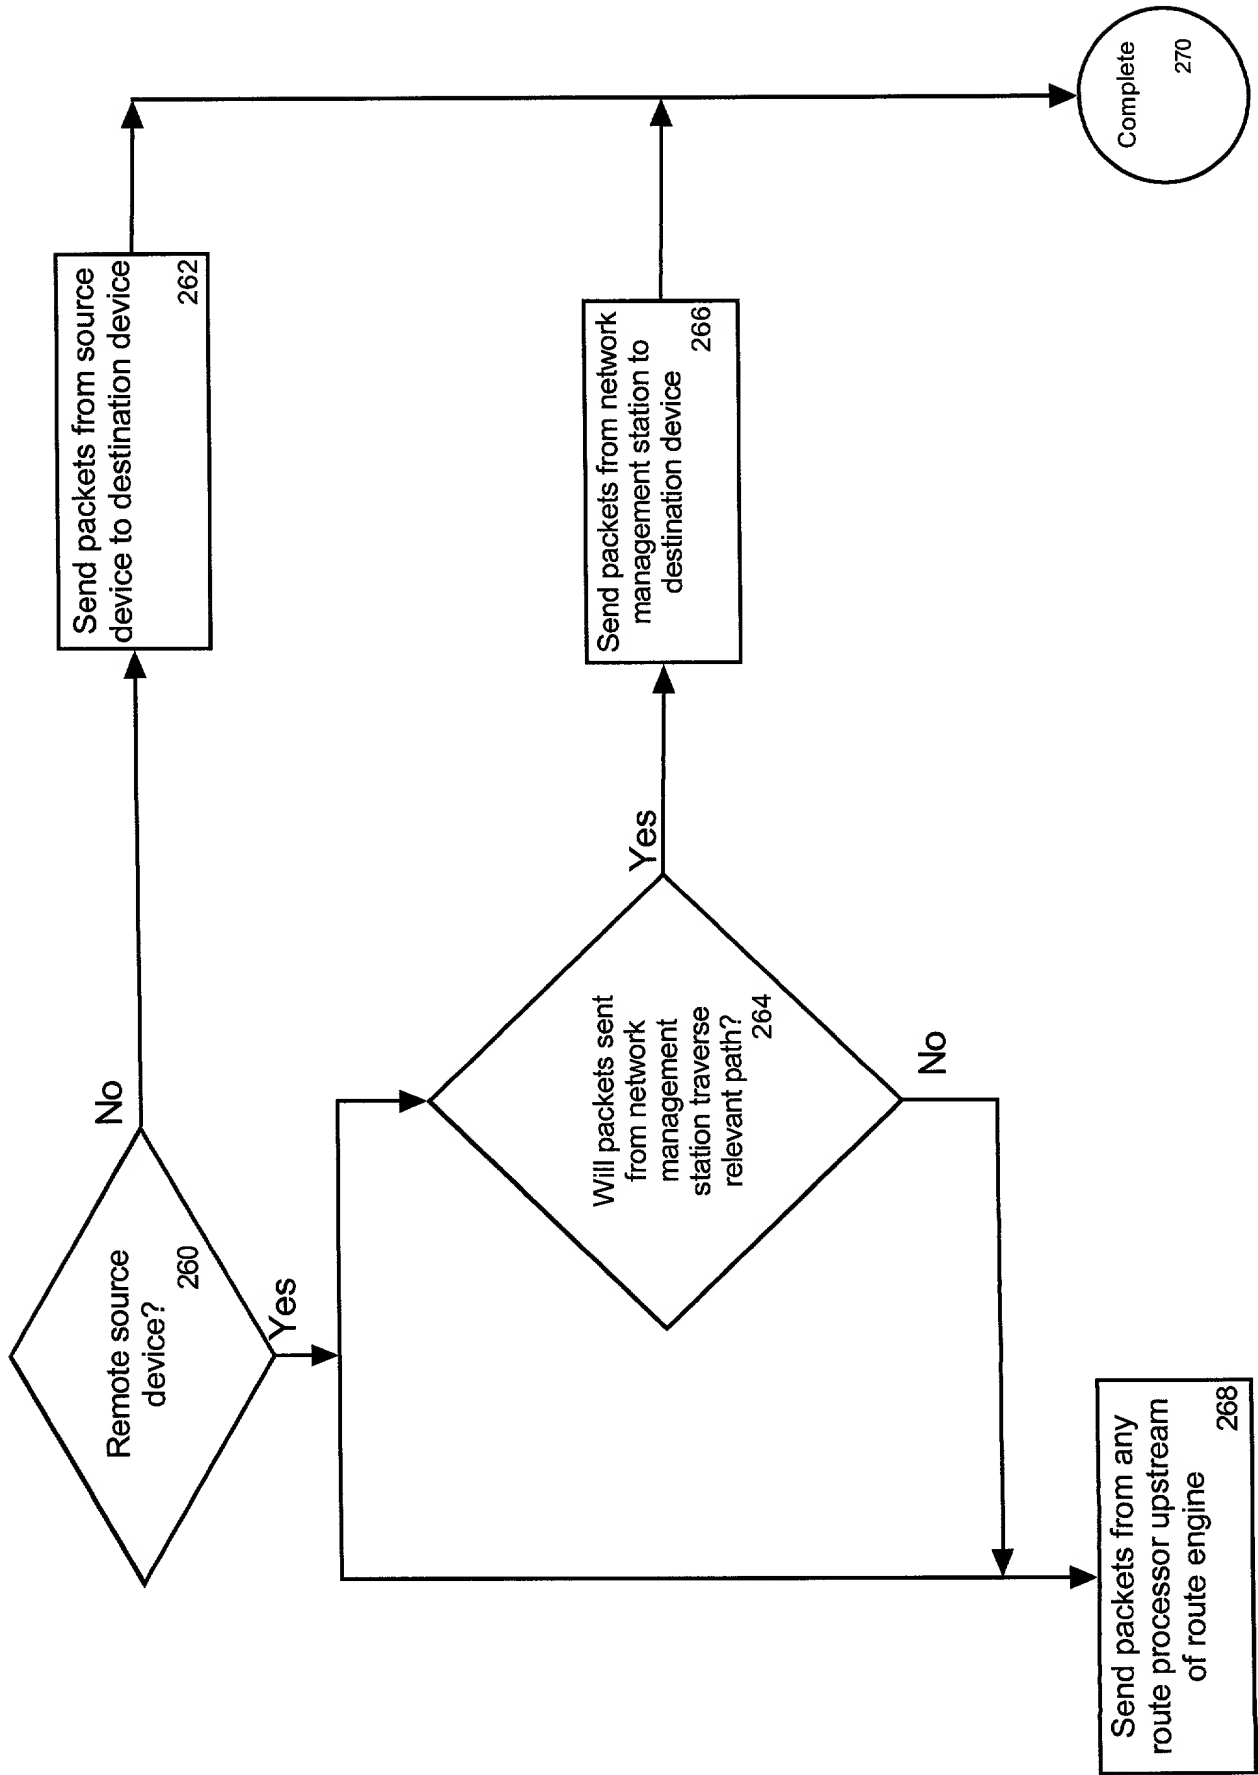 Remote source
device?
260
No
Yes
Send packets from source
device to destination device
262
Will packets sent
from network
management
station traverse
relevant path?
264
Yes
No
Send packets from network
management station to
destination device
266
Send packets from any
route processor upstream
of route engine
268
Complete
270